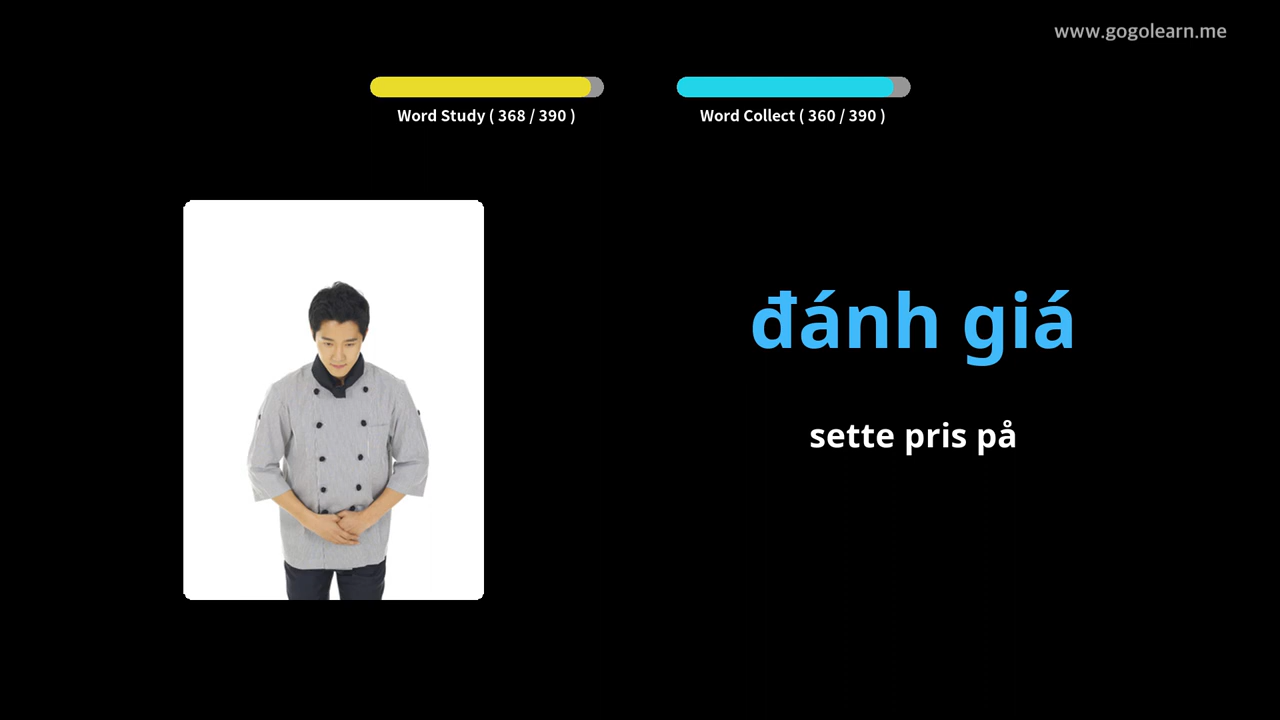 www.gogolearn.me
Word Study ( 368 / 390 )
Word Collect ( 360 / 390 )
đánh giá
sette pris på